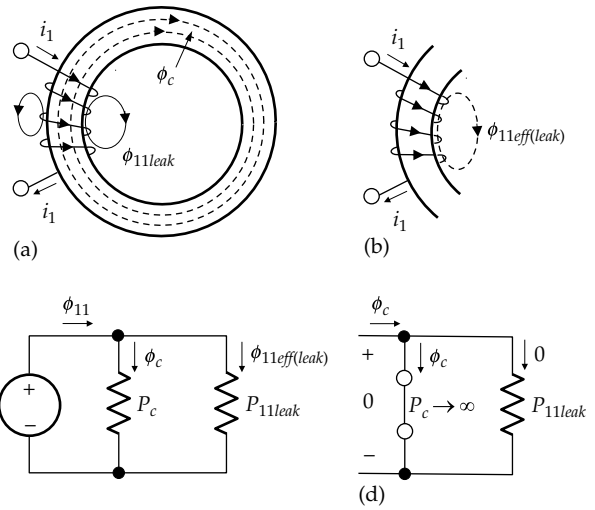 i₁
ϕc
ϕ11leak
i₁
(a)
i₁
ϕ11eff(leak)
i₁
(b)
ϕ11
ϕc
ϕ11eff(leak)
+
−
Pc
P11leak
ϕc
+
ϕc
0
0
Pc → ∞
P11leak
−
(d)